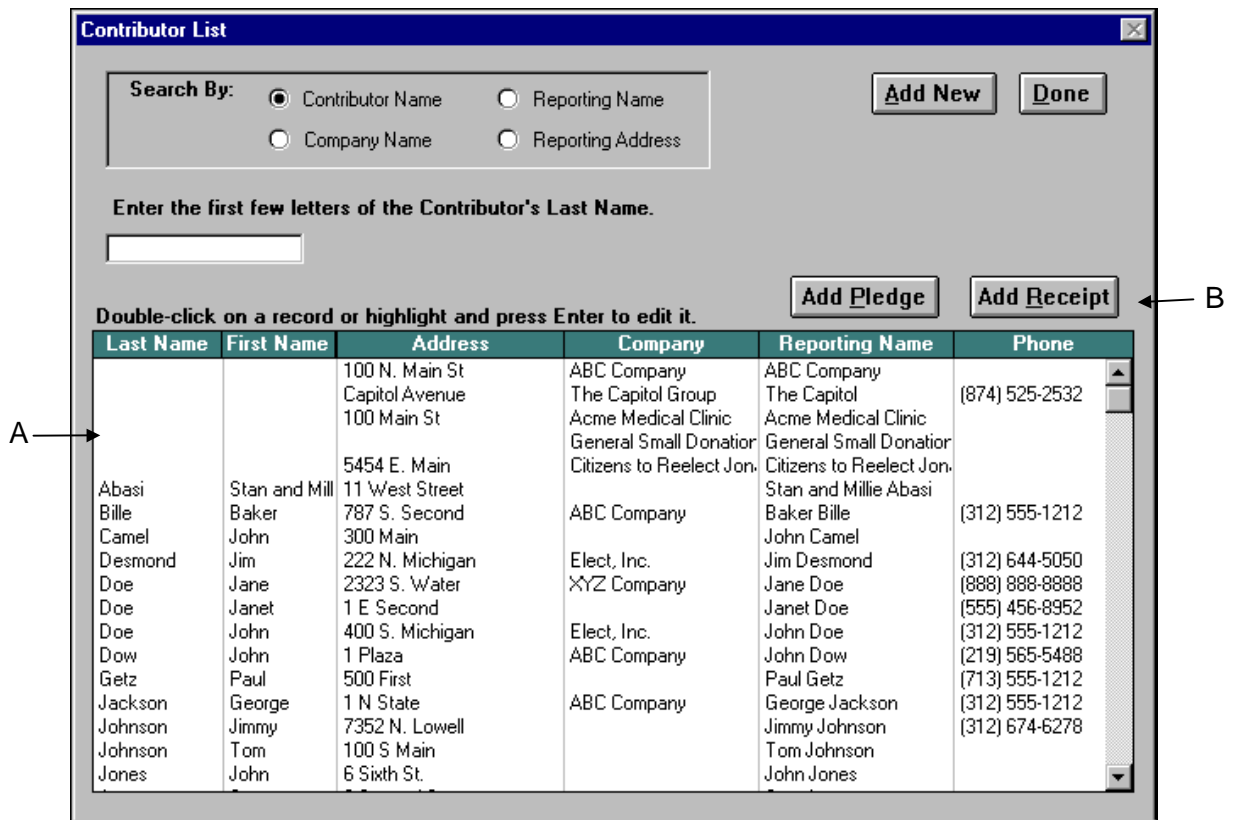 Contributor List
Search By: Contributor Name Reporting Name
Company Name Reporting Address
Add New Done
Enter the first few letters of the Contributor's Last Name.
Add Pledge Add Receipt B
Double-click on a record or highlight and press Enter to edit it.
Last Name First Name Address Company Reporting Name Phone
100 N. Main St ABC Company ABC Company
Capitol Avenue The Capitol Group The Capitol (874) 525-2532
100 Main St Acme Medical Clinic Acme Medical Clinic
A
General Small Donation General Small Donation
5454 E. Main Citizens to Reelect Jon Citizens to Reelect Jon
Abasi Stan and Mill 11 West Street Stan and Millie Abasi
Bille Baker 787 S. Second ABC Company Baker Bille (312) 555-1212
Camel John 300 Main John Camel
Desmond Jim 222 N. Michigan Elect, Inc. Jim Desmond (312) 644-5050
Doe Jane 2323 S. Water XYZ Company Jane Doe (888) 888-8888
Doe Janet 1 E Second Janet Doe (555) 456-8952
Doe John 400 S. Michigan Elect, Inc. John Doe (312) 555-1212
Dow John 1 Plaza ABC Company John Dow (219) 565-5488
Getz Paul 500 First Paul Getz (713) 555-1212
Jackson George 1 N State ABC Company George Jackson (312) 555-1212
Johnson Jimmy 7352 N. Lowell Jimmy Johnson (312) 674-6278
Johnson Tom 100 S Main Tom Johnson
Jones John 6 Sixth St. John Jones